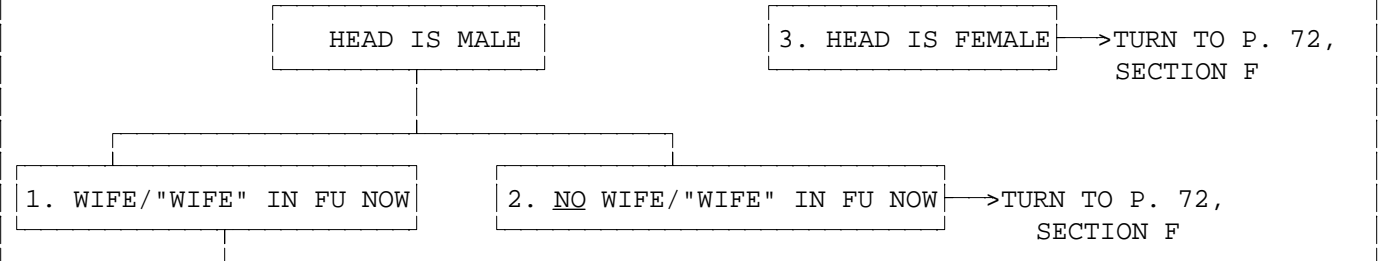 HEAD IS MALE
3. HEAD IS FEMALE
TURN TO P. 72,
SECTION F
1. WIFE/"WIFE" IN FU NOW
2. NO WIFE/"WIFE" IN FU NOW
TURN TO P. 72,
SECTION F